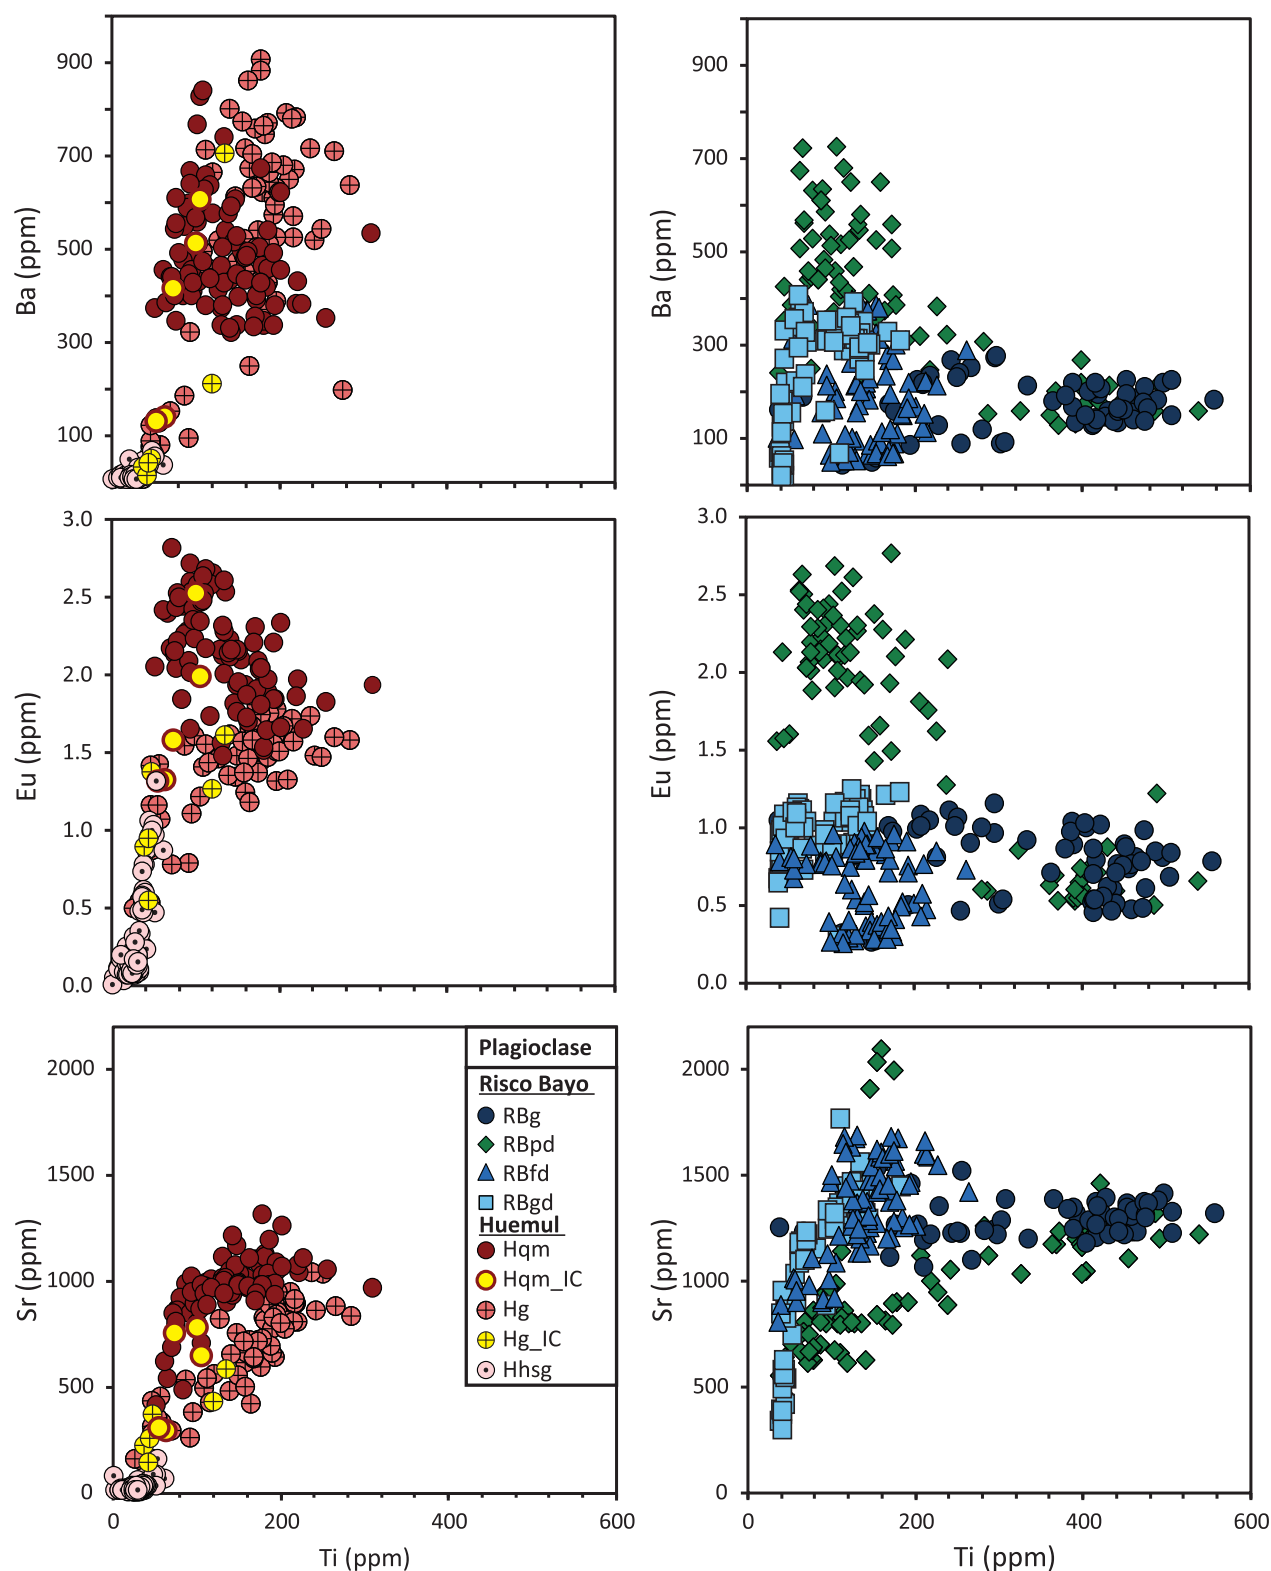 900
700
500
300
100
Ba (ppm)
900
700
500
300
100
Ba (ppm)
3.0
2.5
2.0
1.5
1.0
0.5
0.0
Eu (ppm)
3.0
2.5
2.0
1.5
1.0
0.5
0.0
Eu (ppm)
2000
1500
1000
500
0
Sr (ppm)
0 200 400 600
Ti (ppm)
Plagioclase
Risco Bayo
RBg
RBpd
RBfd
RBgd
Huemul
Hqm
Hqm_IC
Hg
Hg_IC
Hhsg
2000
1500
1000
500
0
Sr (ppm)
0 200 400 600
Ti (ppm)